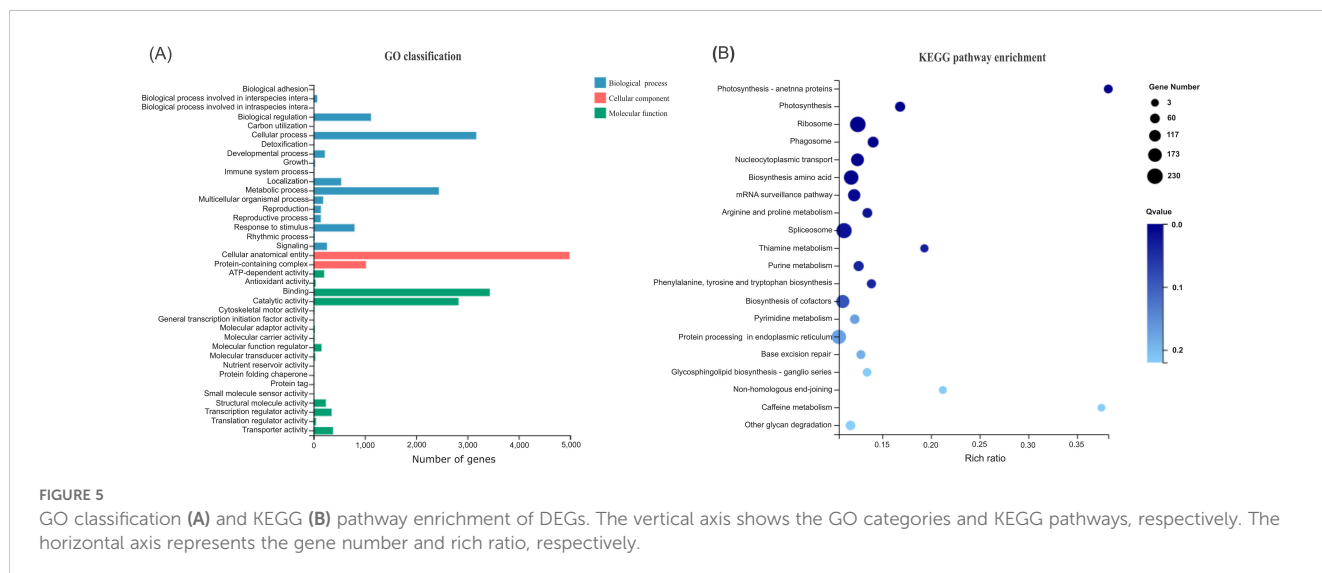 (A)
GO classification
Biological adhesion
Biological process involved in interspecies intera
Biological process involved in intraspecies intera
Biological regulation
Carbon utilization
Cellular process
Detoxification
Developmental process
Growth
Immune system process
Localization
Metabolic process
Multicellular organismal process
Reproduction
Reproductive process
Response to stimulus
Rhythmic process
Signaling
Cellular anatomical entity
Protein-containing complex
ATP-dependent activity
Antioxidant activity
Binding
Catalytic activity
Cytoskeletal motor activity
General transcription initiation factor activity
Molecular adaptor activity
Molecular carrier activity
Molecular function regulator
Molecular transducer activity
Nutrient reservoir activity
Protein folding chaperone
Protein tag
Small molecule sensor activity
Structural molecule activity
Transcription regulator activity
Translation regulator activity
Transporter activity
0 1,000 2,000 3,000 4,000 5,000
Number of genes
Biological process
Cellular component
Molecular function
(B)
KEGG pathway enrichment
Photosynthesis - anetnna proteins
Photosynthesis
Ribosome
Phagosome
Nucleocytoplasmic transport
Biosynthesis amino acid
mRNA surveillance pathway
Arginine and proline metabolism
Spliceosome
Thiamine metabolism
Purine metabolism
Phenylalanine, tyrosine and tryptophan biosynthesis
Biosynthesis of cofactors
Pyrimidine metabolism
Protein processing in endoplasmic reticulum
Base excision repair
Glycosphingolipid biosynthesis - ganglio series
Non-homologous end-joining
Caffeine metabolism
Other glycan degradation
0.15 0.20 0.25 0.30 0.35
Rich ratio
Gene Number
3
60
117
173
230
Qvalue
0.0
0.1
0.2
FIGURE 5
GO classification (A) and KEGG (B) pathway enrichment of DEGs. The vertical axis shows the GO categories and KEGG pathways, respectively. The
horizontal axis represents the gene number and rich ratio, respectively.